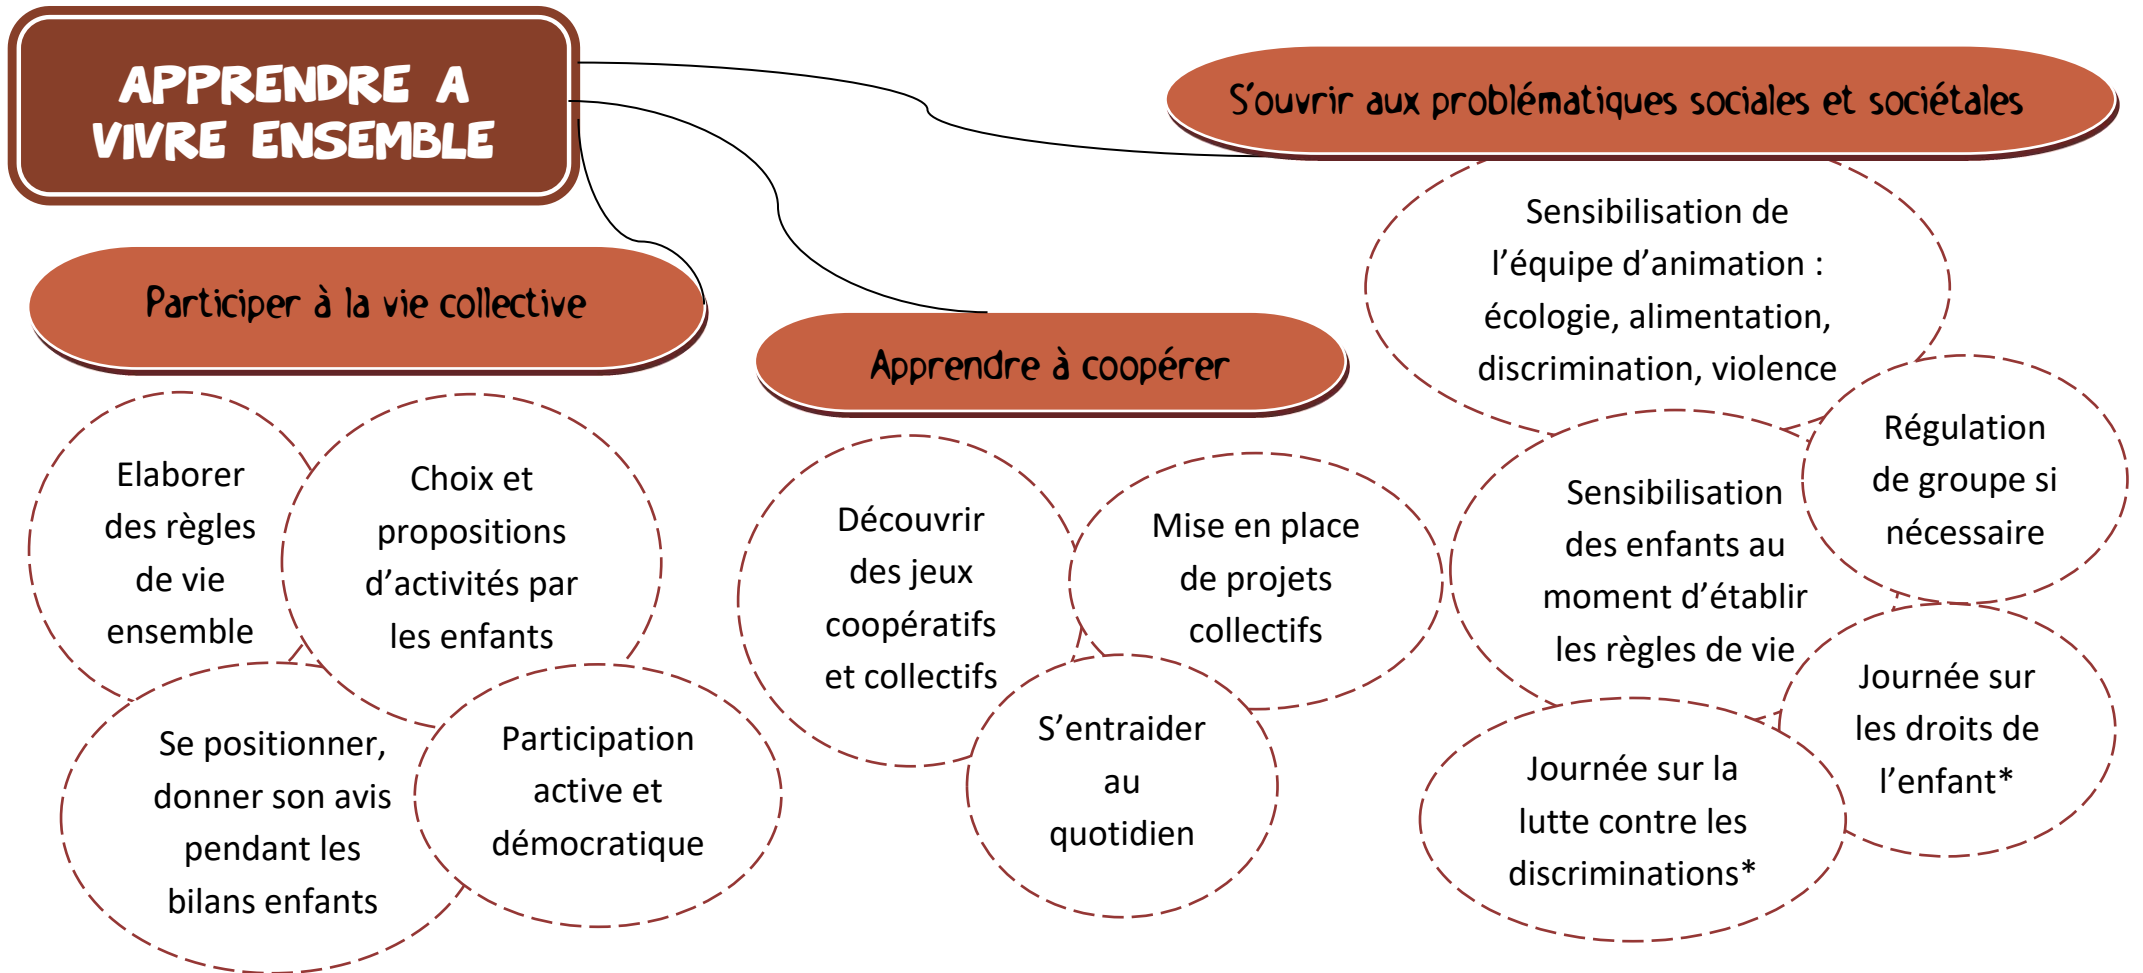 APPRENDRE A
VIVRE ENSEMBLE
S'ouvrir aux problématiques sociales et sociétales
Participer à la vie collective
Apprendre à coopérer
Elaborer
des règles
de vie
ensemble
Choix et
propositions
d'activités par
les enfants
Se positionner,
donner son avis
pendant les
bilans enfants
Participation
active et
démocratique
Découvrir
des jeux
coopératifs
et collectifs
Mise en place
de projets
collectifs
S'entraider
au
quotidien
Sensibilisation de
l'équipe d'animation :
écologie, alimentation,
discrimination, violence
Régulation
de groupe si
nécessaire
Sensibilisation
des enfants au
moment d'établir
les règles de vie
Journée sur
les droits de
l'enfant*
Journée sur la
lutte contre les
discriminations*